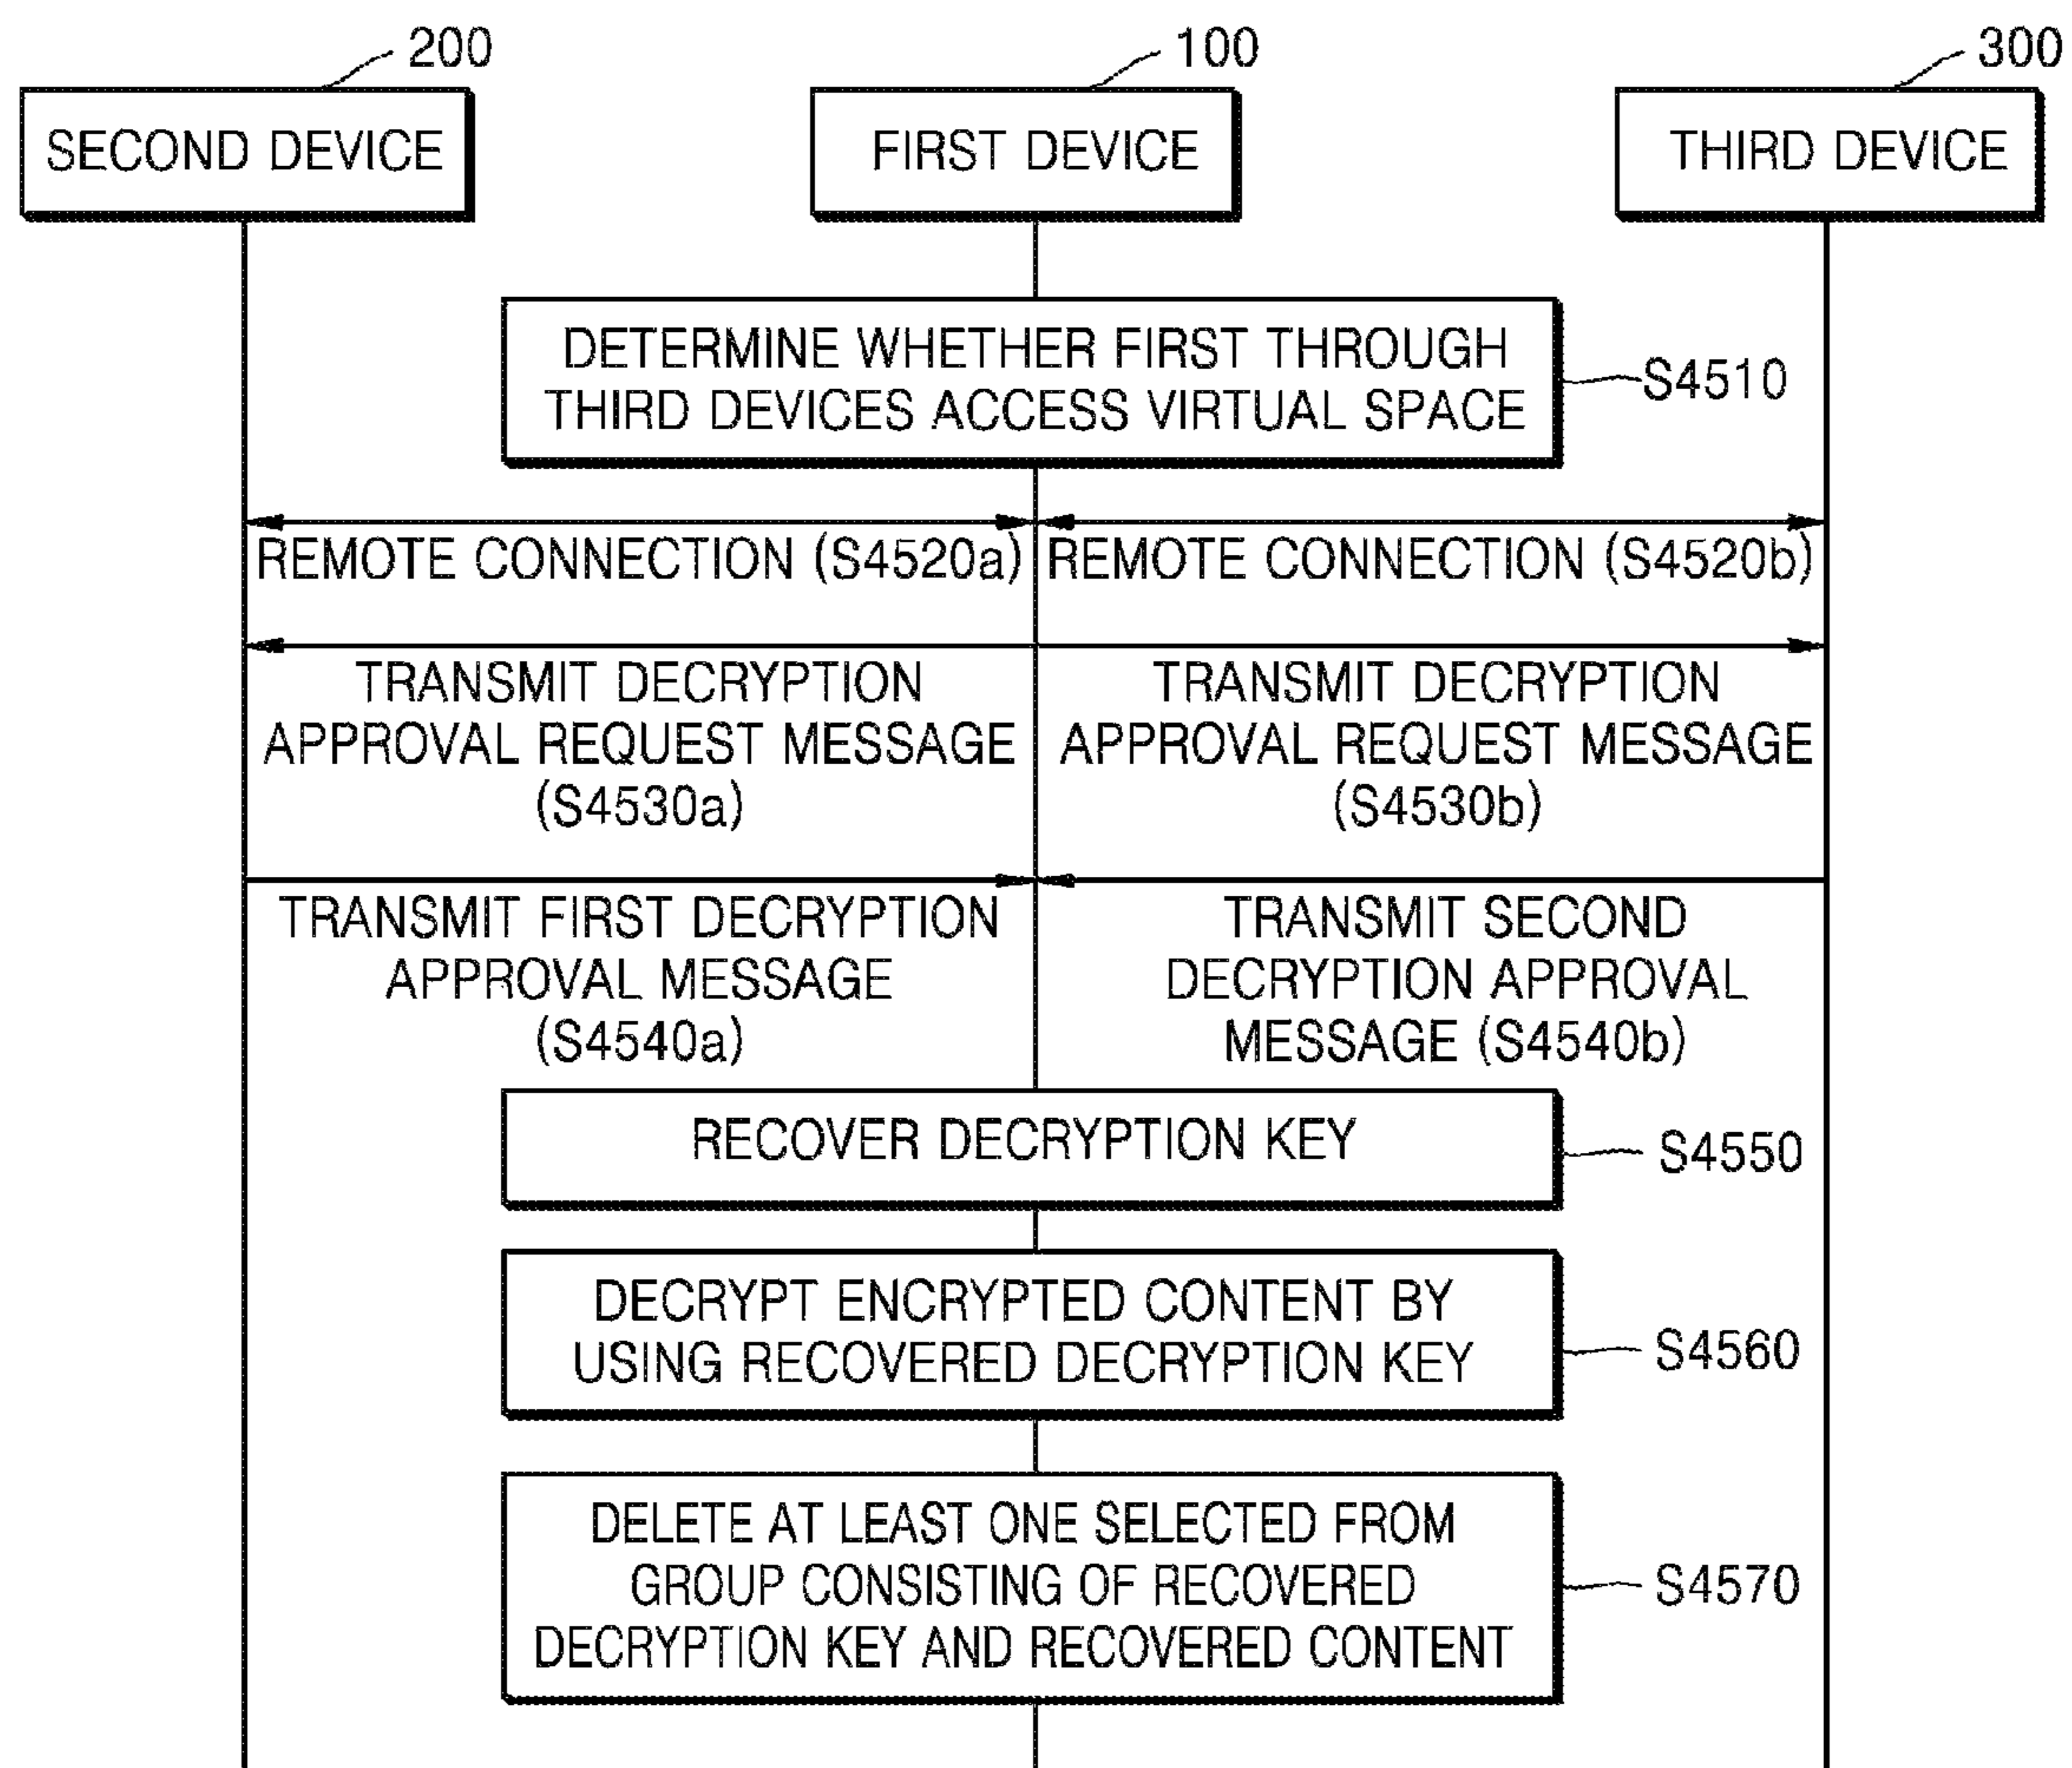 200
100
300
SECOND DEVICE
FIRST DEVICE
THIRD DEVICE
DETERMINE WHETHER FIRST THROUGH
THIRD DEVICES ACCESS VIRTUAL SPACE
S4510
REMOTE CONNECTION (S4520a)
REMOTE CONNECTION (S4520b)
TRANSMIT DECRYPTION
APPROVAL REQUEST MESSAGE
(S4530a)
TRANSMIT DECRYPTION
APPROVAL REQUEST MESSAGE
(S4530b)
TRANSMIT FIRST DECRYPTION
APPROVAL MESSAGE
(S4540a)
TRANSMIT SECOND
DECRYPTION APPROVAL
MESSAGE (S4540b)
RECOVER DECRYPTION KEY
S4550
DECRYPT ENCRYPTED CONTENT BY
USING RECOVERED DECRYPTION KEY
S4560
DELETE AT LEAST ONE SELECTED FROM
GROUP CONSISTING OF RECOVERED
DECRYPTION KEY AND RECOVERED CONTENT
S4570